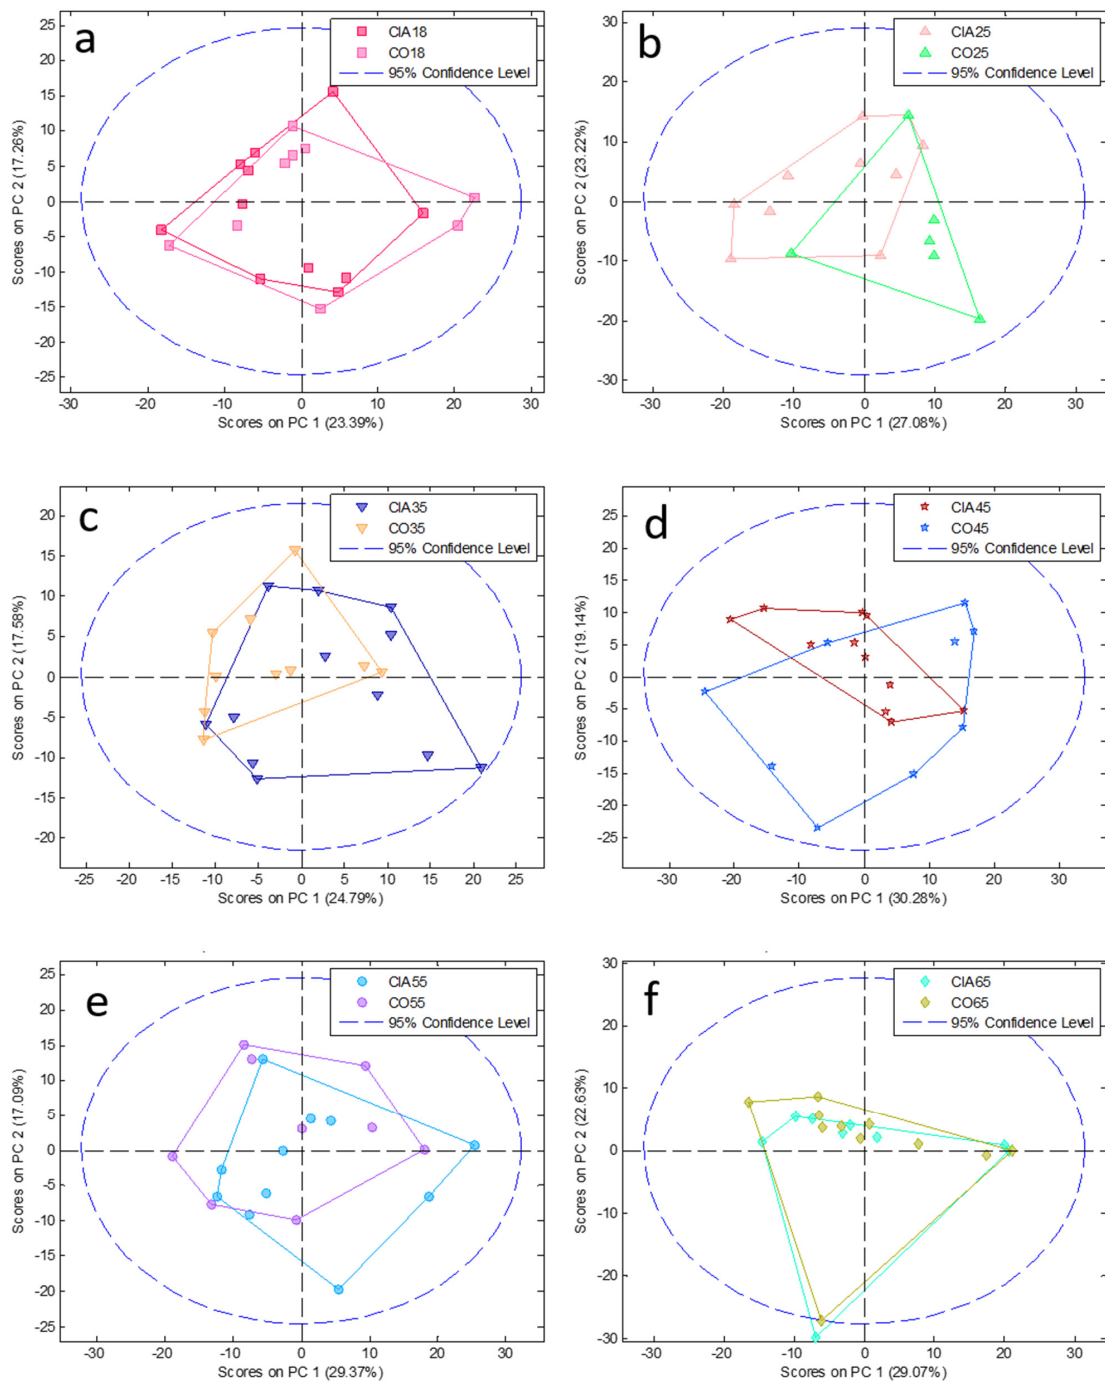 a
CIA18
CO18
95% Confidence Level
25
20
15
10
5
0
-5
-10
-15
-20
-25
Scores on PC 2 (17.26%)
-30
-20
-10
0
10
20
30
Scores on PC 1 (23.39%)
b
CIA25
CO25
95% Confidence Level
30
20
10
0
-10
-20
-30
Scores on PC 2 (23.22%)
-30
-20
-10
0
10
20
30
Scores on PC 1 (27.08%)
c
CIA35
CO35
95% Confidence Level
20
15
10
5
0
-5
-10
-15
-20
Scores on PC 2 (17.58%)
-25
-20
-15
-10
-5
0
5
10
15
20
25
Scores on PC 1 (24.79%)
d
CIA45
CO45
95% Confidence Level
25
20
15
10
5
0
-5
-10
-15
-20
-25
Scores on PC 2 (19.14%)
-30
-20
-10
0
10
20
30
Scores on PC 1 (30.28%)
e
CIA55
CO55
95% Confidence Level
25
20
15
10
5
0
-5
-10
-15
-20
-25
Scores on PC 2 (17.09%)
-30
-20
-10
0
10
20
30
Scores on PC 1 (29.37%)
f
CIA65
CO65
95% Confidence Level
30
20
10
0
-10
-20
-30
Scores on PC 2 (22.63%)
-30
-20
-10
0
10
20
30
Scores on PC 1 (29.07%)